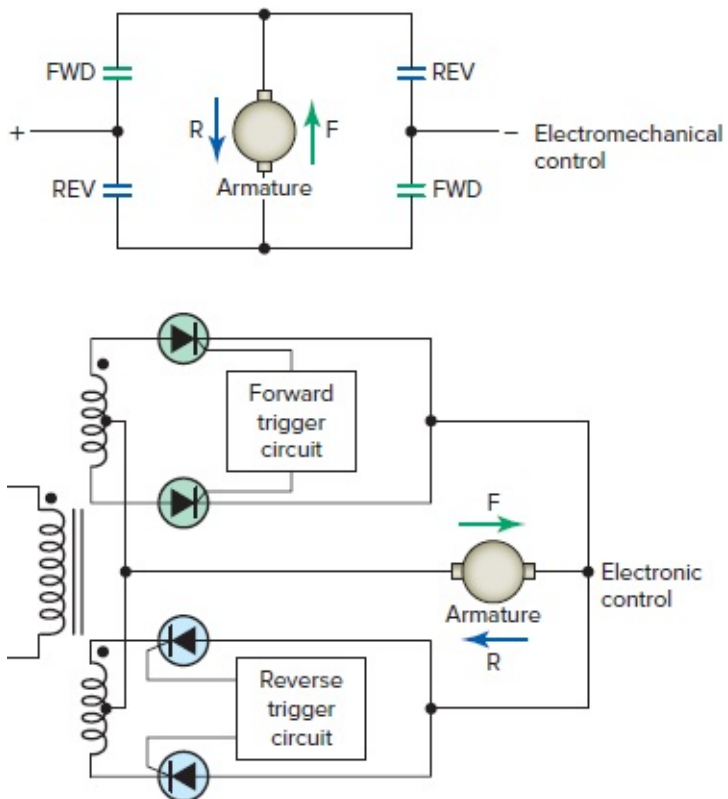 FWD
REV
+
R
F
−
Electromechanical
control
REV
Armature
FWD
Forward
trigger
circuit
F
Electronic
control
Armature
R
Reverse
trigger
circuit